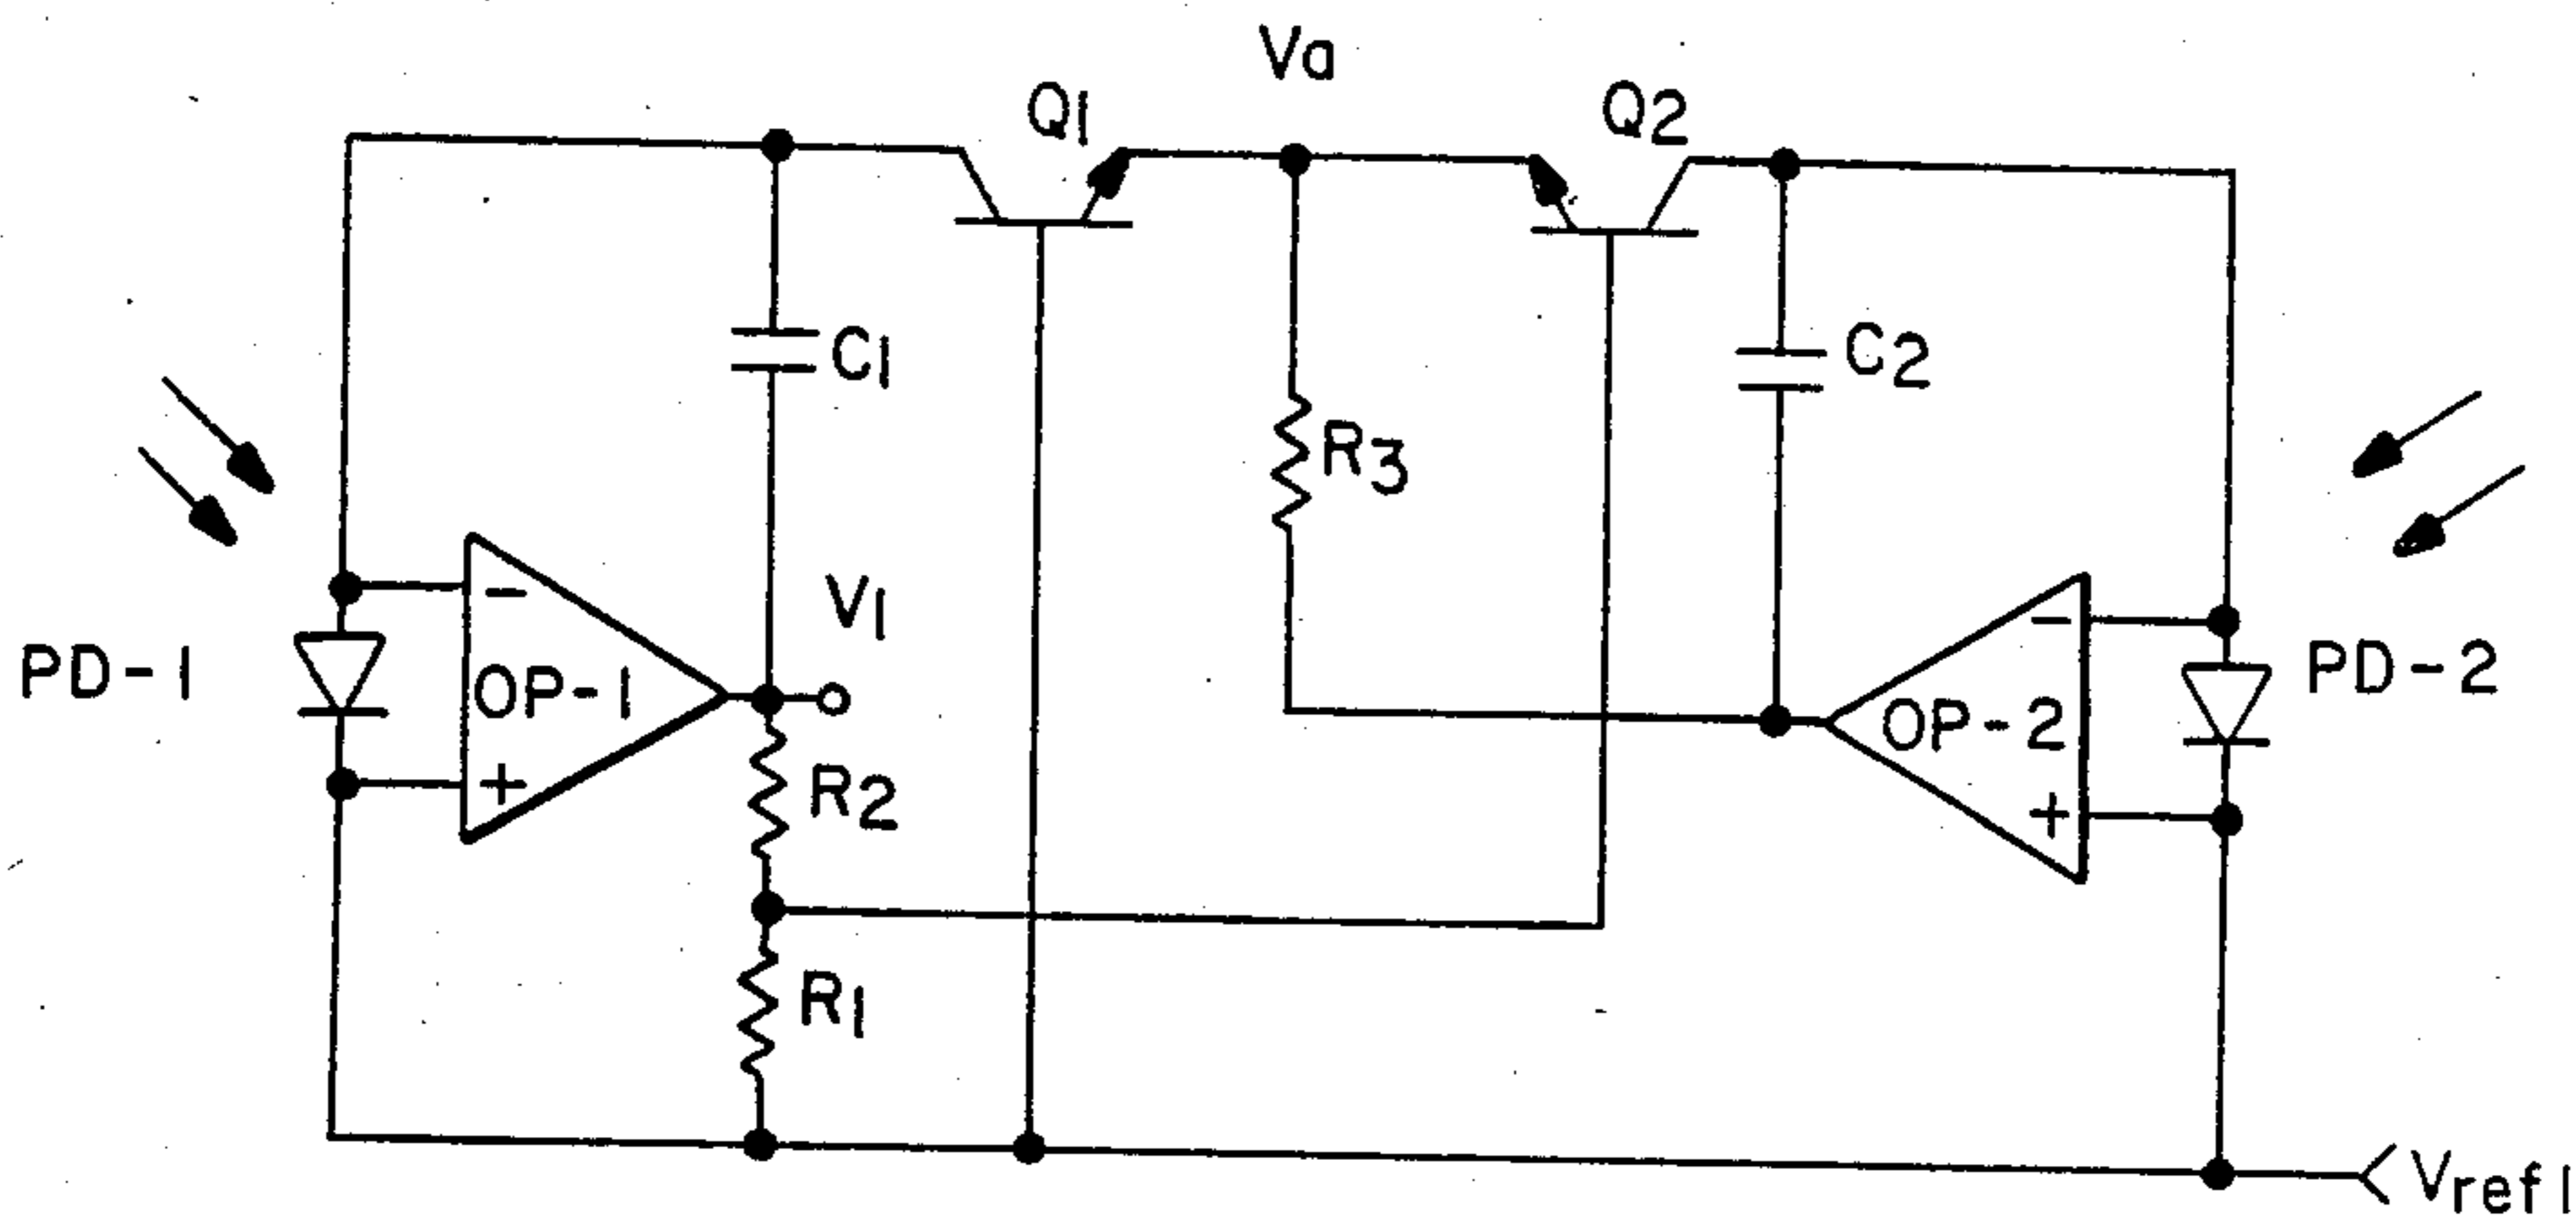 Va
Q1
Q2
C1
C2
R3
V1
PD-1
-
OP-1
+
R2
-
OP-2
+
PD-2
R1
Vref1